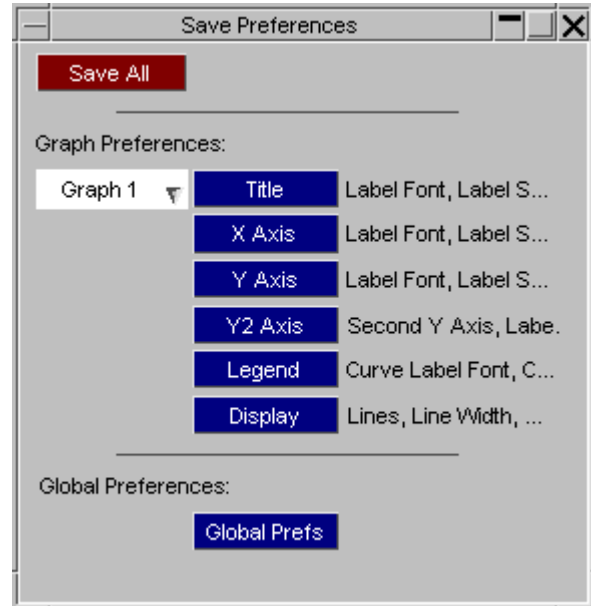 Save Preferences
Save All
Graph Preferences:
Graph 1 Title Label Font, Label S...
X Axis Label Font, Label S...
Y Axis Label Font, Label S...
Y2 Axis Second Y Axis, Labe.
Legend Curve Label Font, C...
Display Lines, Line Width, ...
Global Preferences:
Global Prefs